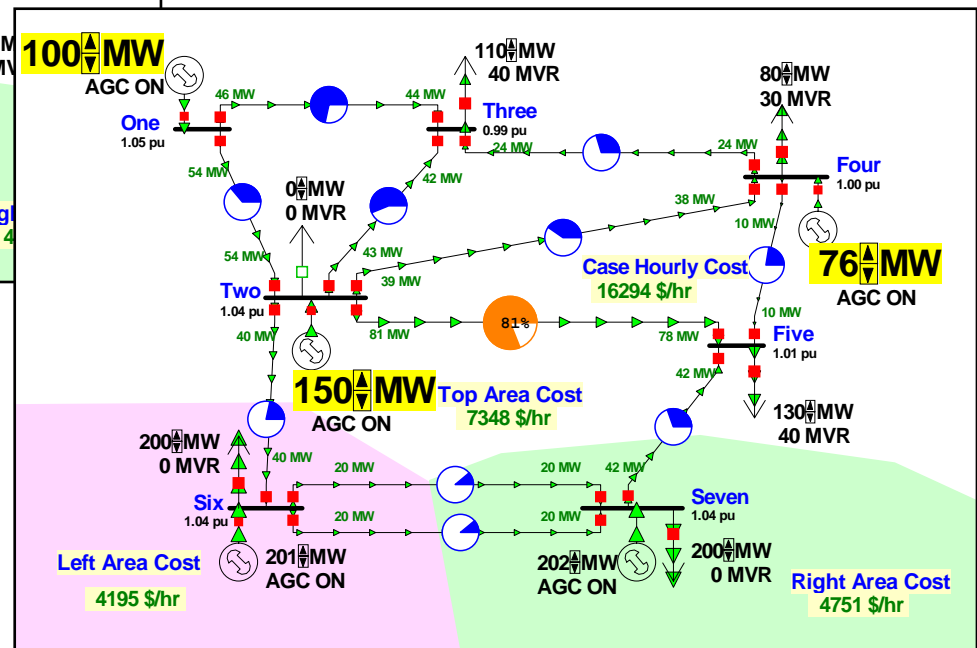 100 MW
AGC ON
46 MW
44 MW
110 MW
40 MVR
80 MW
30 MVR
One
1.05 pu
Three
0.99 pu
24 MW
24 MW
Four
1.00 pu
54 MW
42 MW
0 MW
0 MVR
38 MW
10 MW
54 MW
43 MW
39 MW
Case Hourly Cost
16294 $/hr
76 MW
AGC ON
Two
1.04 pu
40 MW
81 MW
81%
78 MW
10 MW
Five
1.01 pu
150 MW
AGC ON
Top Area Cost
7348 $/hr
42 MW
130 MW
40 MVR
200 MW
0 MVR
40 MW
20 MW
20 MW
42 MW
Six
1.04 pu
20 MW
20 MW
Seven
1.04 pu
201 MW
AGC ON
202 MW
AGC ON
200 MW
0 MVR
Left Area Cost
4195 $/hr
Right Area Cost
4751 $/hr